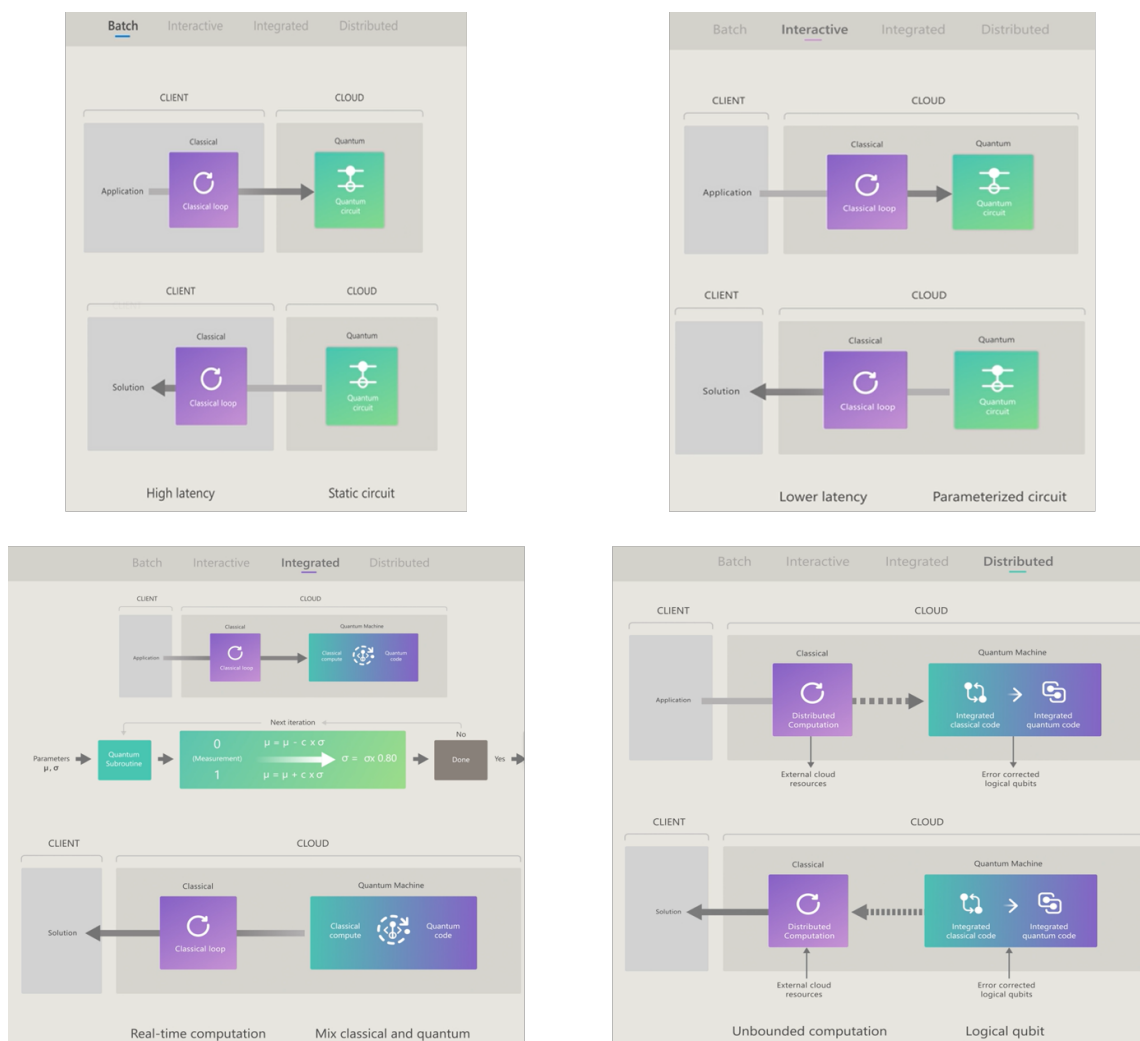 Batch Interactive Integrated Distributed
CLIENT CLOUD
Classical Quantum
Application
Classical loop
Quantum
circuit
CLIENT CLOUD
Classical Quantum
Solution
Classical loop
Quantum
circuit
High latency Static circuit
Batch Interactive Integrated Distributed
CLIENT CLOUD
Classical Quantum
Application
Classical loop
Quantum
circuit
CLIENT CLOUD
Classical Quantum
Solution
Classical loop
Quantum
circuit
Lower latency Parameterized circuit
Batch Interactive Integrated Distributed
CLIENT CLOUD
Classical Quantum Machine
Application
Classical loop
Classical
compute
Quantum
code
Next iteration
No
Parameters
μ, σ
Quantum
Subroutine
0 μ = μ - c x σ
(Measurement) σ = σx 0.80
1 μ = μ + c x σ
Done
Yes
CLIENT CLOUD
Classical Quantum Machine
Solution
Classical loop
Classical
compute
Quantum
code
Real-time computation Mix classical and quantum
Batch Interactive Integrated Distributed
CLIENT CLOUD
Classical Quantum Machine
Application
Distributed
Computation
Integrated
classical code
Integrated
quantum code
External cloud
resources
Error corrected
logical qubits
CLIENT CLOUD
Classical Quantum Machine
Solution
Distributed
Computation
Integrated
classical code
Integrated
quantum code
External cloud
resources
Error corrected
logical qubits
Unbounded computation Logical qubit